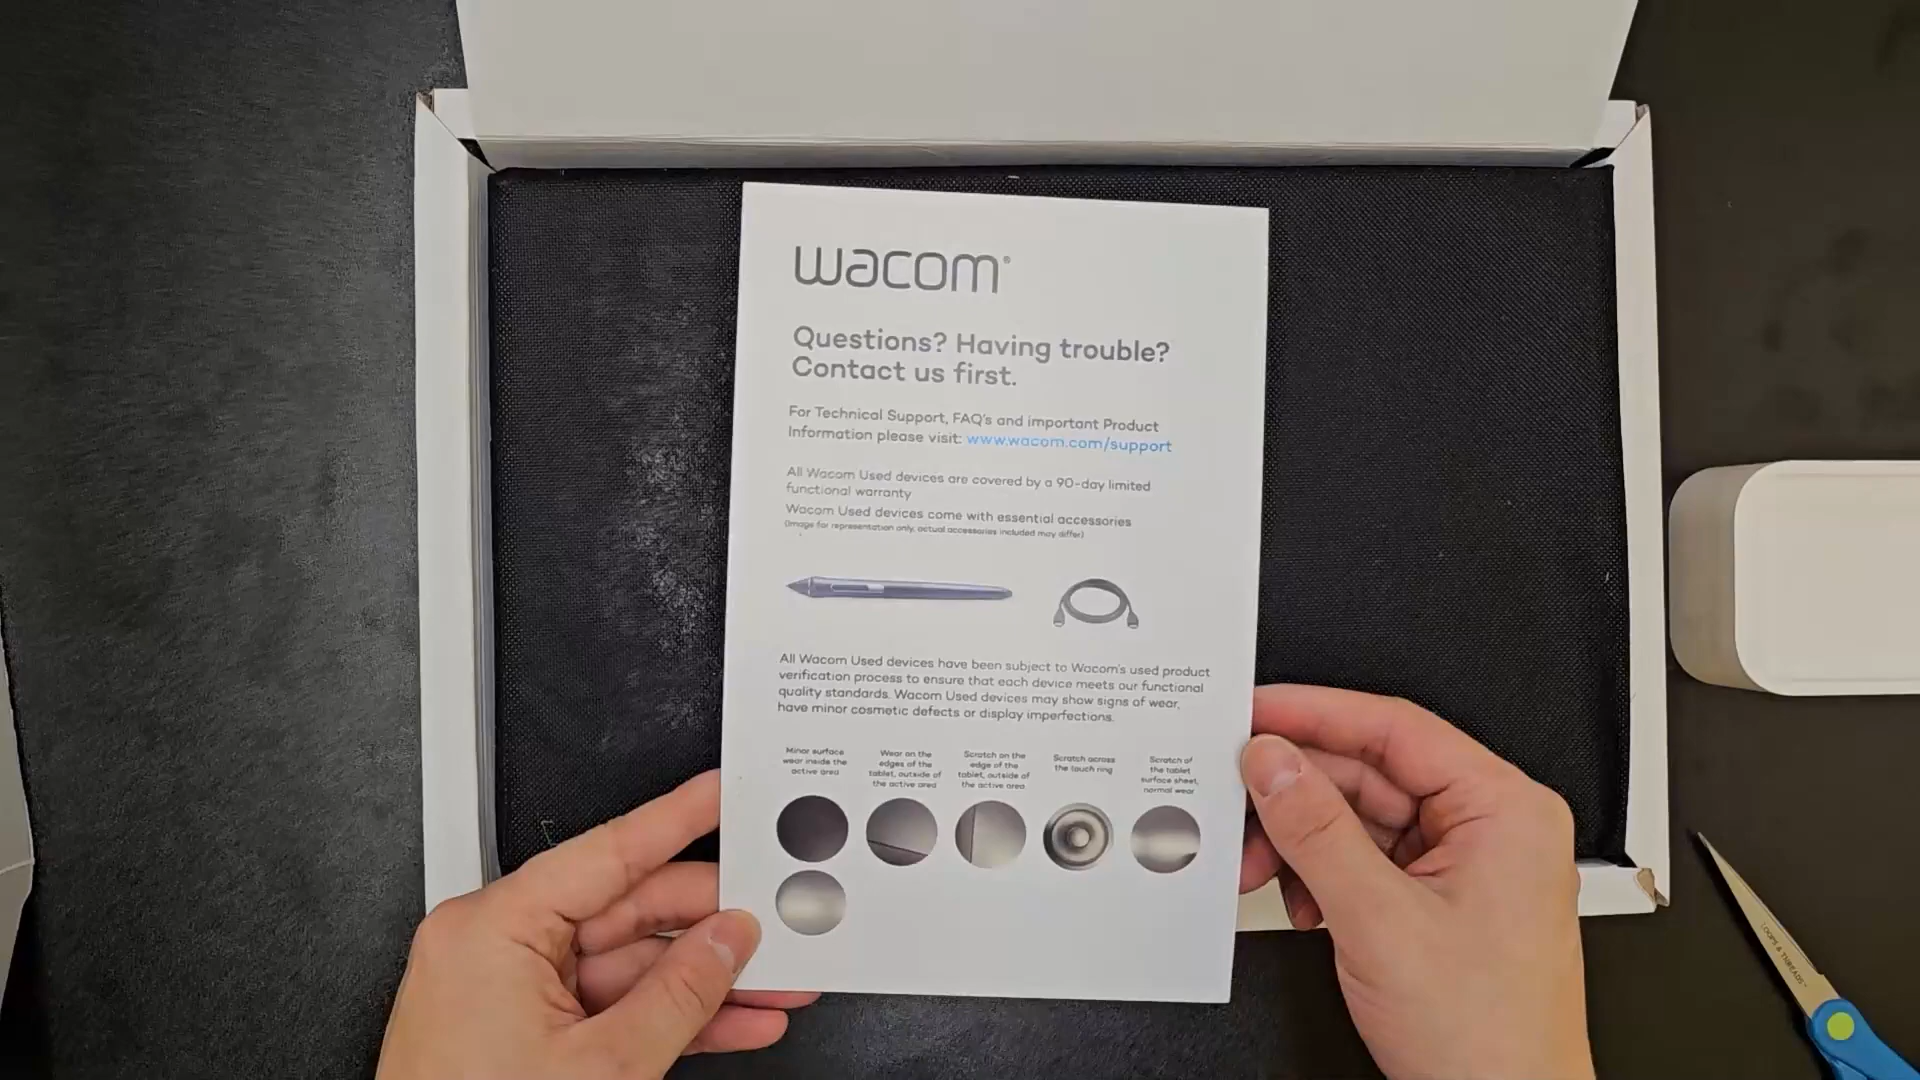 wacom®
Questions? Having trouble?
Contact us first.
For Technical Support, FAQ's and important Product
Information please visit: www.wacom.com/support
All Wacom Used devices are covered by a 90-day limited
functional warranty
Wacom Used devices come with essential accessories
(Image for representation only, actual accessories included may differ)
All Wacom Used devices have been subject to Wacom's used product
verification process to ensure that each device meets our functional
quality standards. Wacom Used devices may show signs of wear,
have minor cosmetic defects or display imperfections.
Minor surface
wear inside the
active area
Wear on the
edges of the
tablet, outside of
the active area
Scratch on the
edge of the
tablet, outside of
the active area
Scratch across
the touch ring
Scratch of
the tablet
surface sheet,
normal wear
LOOPS & THREADS™